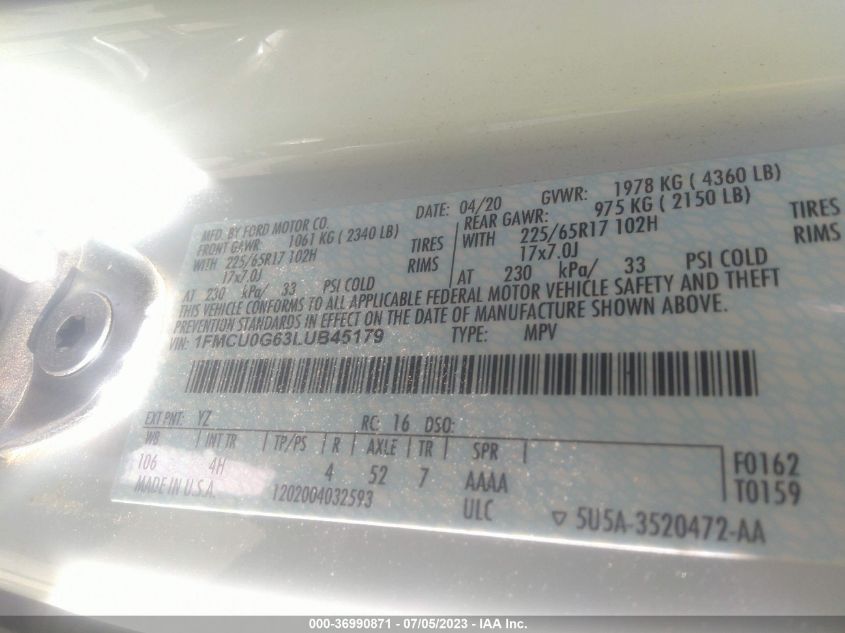 MFD. BY FORD MOTOR CO.
DATE: 04/20 GVWR: 1978 KG ( 4360 LB)
FRONT GAWR: 1061 KG ( 2340 LB) REAR GAWR: 975 KG ( 2150 LB)
WITH 225/65R17 102H TIRES WITH 225/65R17 102H TIRES
17x7.0J RIMS 17x7.0J RIMS
AT 230 kPa/ 33 PSI COLD AT 230 kPa/ 33 PSI COLD
THIS VEHICLE CONFORMS TO ALL APPLICABLE FEDERAL MOTOR VEHICLE SAFETY AND THEFT
PREVENTION STANDARDS IN EFFECT ON THE DATE OF MANUFACTURE SHOWN ABOVE.
VIN: 1FMCU0G63LUB45179 TYPE: MPV
EXT PNT: YZ RC: 16 DSO:
WB INT TR TP/PS R AXLE TR SPR
106 4H 4 52 7 AAAA
F0162
T0159
MADE IN U.S.A. 1202004032593 ULC ▽ 5U5A-3520472-AA
000-36990871 / 07/05/2023 - IAA Inc.